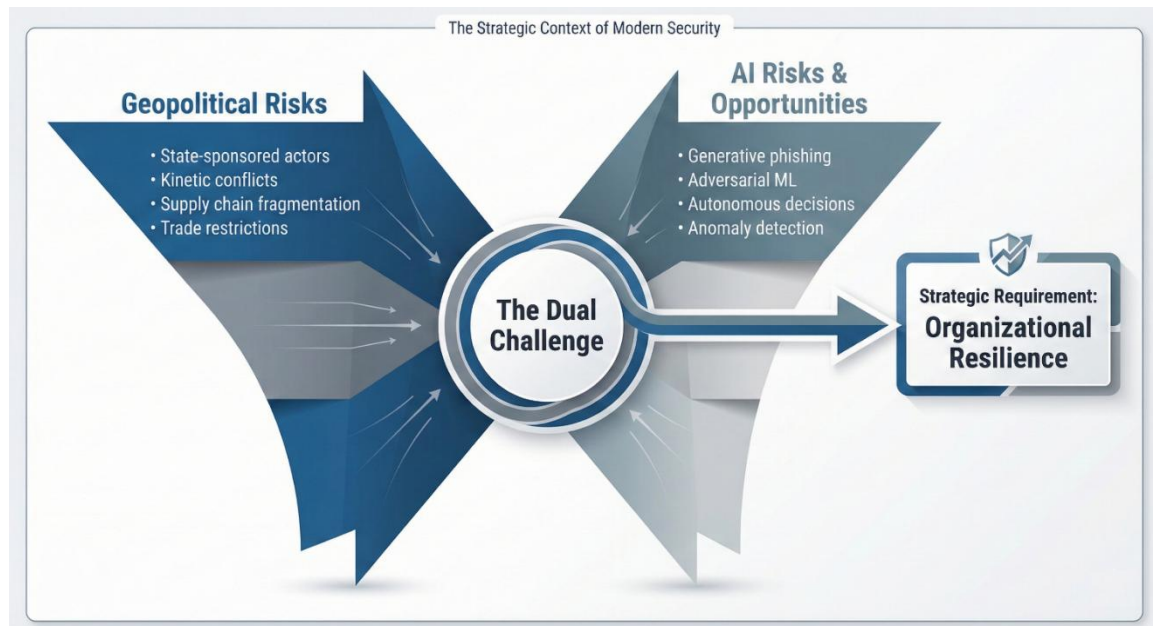 The Strategic Context of Modern Security
Geopolitical Risks
• State-sponsored actors
• Kinetic conflicts
• Supply chain fragmentation
• Trade restrictions
AI Risks &
Opportunities
• Generative phishing
• Adversarial ML
• Autonomous decisions
• Anomaly detection
The Dual
Challenge
Strategic Requirement:
Organizational
Resilience